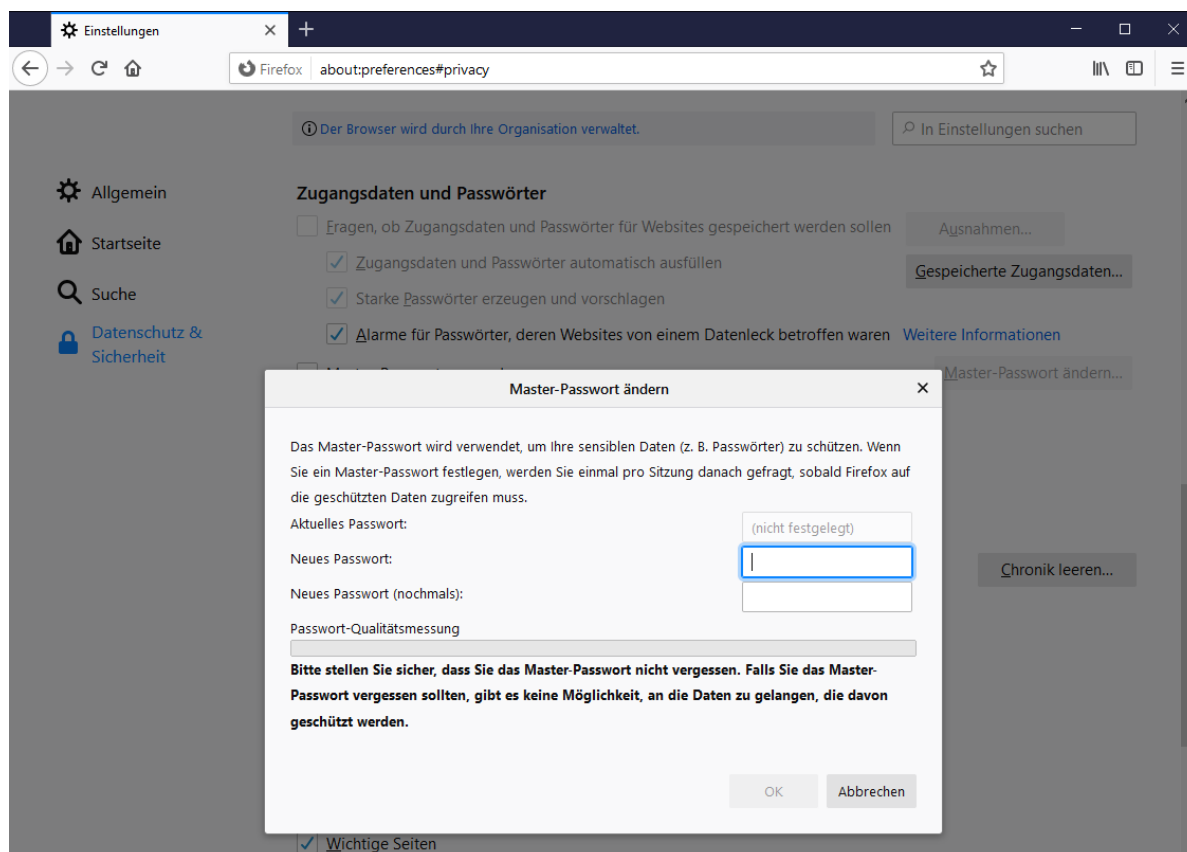 Einstellungen
Firefox about:preferences#privacy
Der Browser wird durch Ihre Organisation verwaltet.
In Einstellungen suchen
Allgemein
Startseite
Suche
Datenschutz &
Sicherheit
Zugangsdaten und Passwörter
Fragen, ob Zugangsdaten und Passwörter für Websites gespeichert werden sollen
Ausnahmen...
Zugangsdaten und Passwörter automatisch ausfüllen
Gespeicherte Zugangsdaten...
Starke Passwörter erzeugen und vorschlagen
Alarme für Passwörter, deren Websites von einem Datenleck betroffen waren Weitere Informationen
Master-Passwort ändern...
Master-Passwort ändern
Das Master-Passwort wird verwendet, um Ihre sensiblen Daten (z. B. Passwörter) zu schützen. Wenn
Sie ein Master-Passwort festlegen, werden Sie einmal pro Sitzung danach gefragt, sobald Firefox auf
die geschützten Daten zugreifen muss.
Aktuelles Passwort:
(nicht festgelegt)
Neues Passwort:
Neues Passwort (nochmals):
Passwort-Qualitätsmessung
Bitte stellen Sie sicher, dass Sie das Master-Passwort nicht vergessen. Falls Sie das Master-
Passwort vergessen sollten, gibt es keine Möglichkeit, an die Daten zu gelangen, die davon
geschützt werden.
OK
Abbrechen
Chronik leeren...
Wichtige Seiten